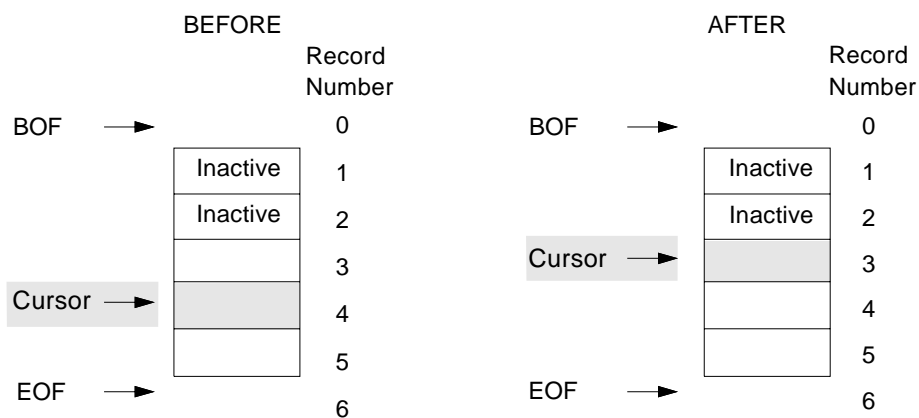 BEFORE
Record
Number
BOF
0
Inactive
1
Inactive
2
3
Cursor
4
5
EOF
6
AFTER
Record
Number
BOF
0
Inactive
1
Inactive
2
Cursor
3
4
5
EOF
6